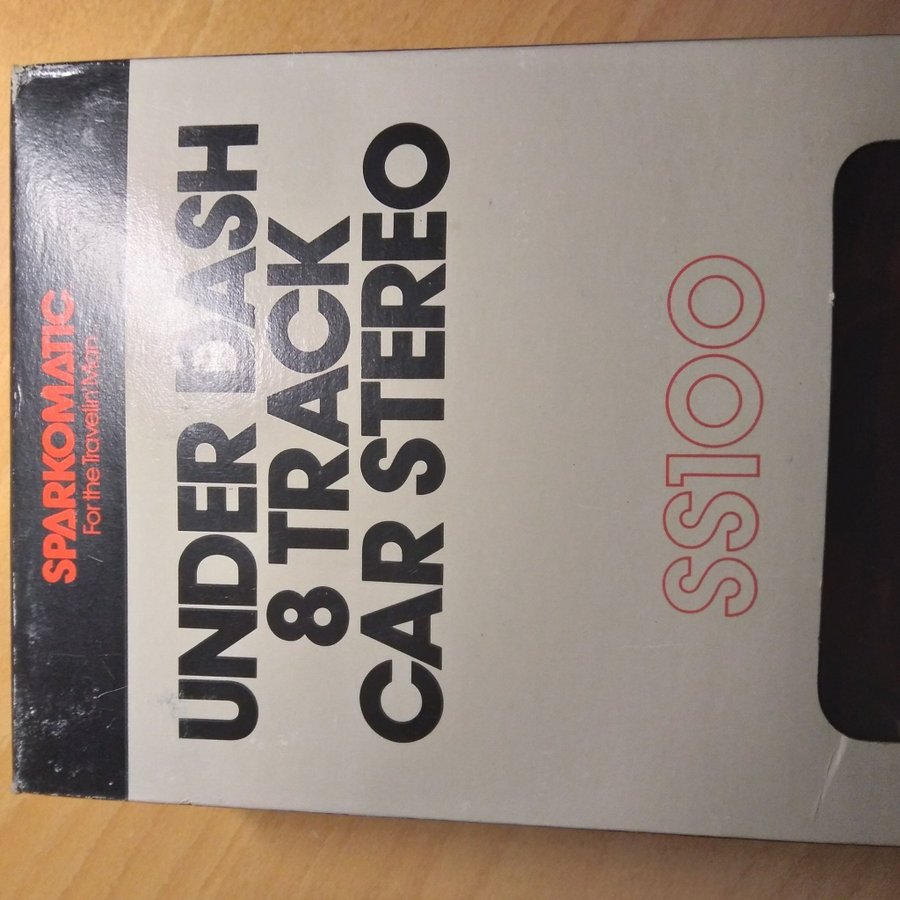 SPARKOMATIC
For the Travelin' Man.
UNDER DASH
8 TRACK
CAR STEREO
SS100